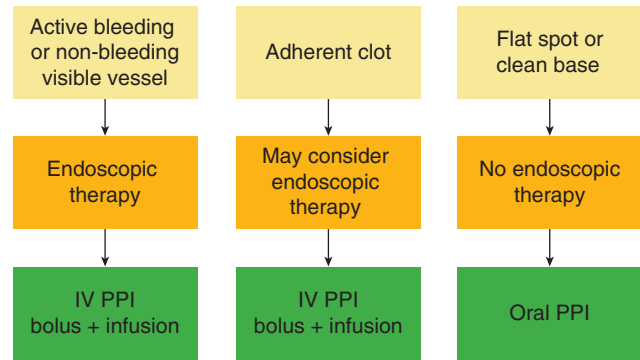 Active bleeding
or non-bleeding
visible vessel
Adherent clot
Flat spot or
clean base
Endoscopic
therapy
May consider
endoscopic
therapy
No endoscopic
therapy
IV PPI
bolus + infusion
IV PPI
bolus + infusion
Oral PPI